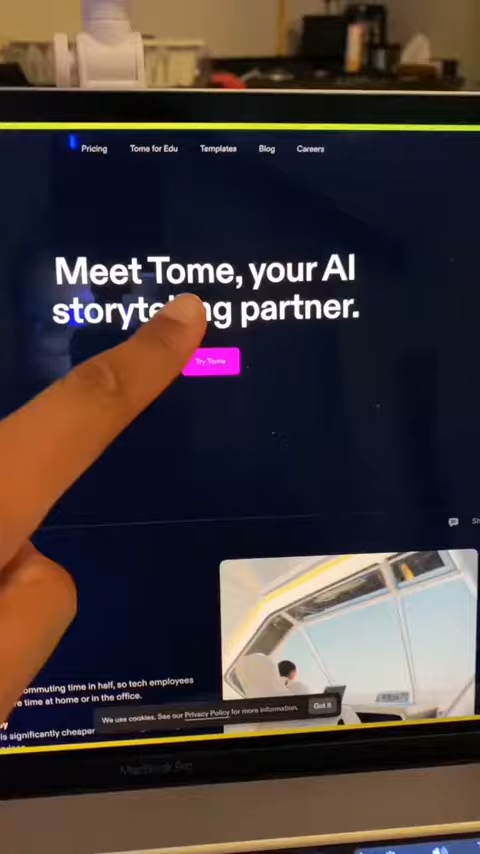 Pricing Tome for Edu Templates Blog Careers
Meet Tome, your AI
storytelling partner.
Try Tome
ommuting time in half, so tech employees
e time at home or in the office.
is significantly cheaper
We use cookies. See our Privacy Policy for more information. Got it
MacBook Pro